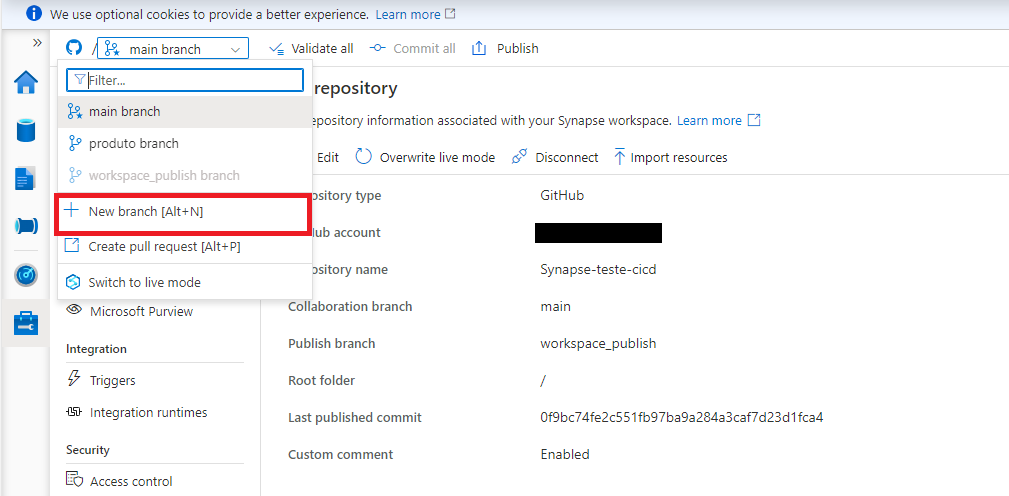 We use optional cookies to provide a better experience. Learn more
»
/ main branch Validate all Commit all Publish
Filter...
main branch
produto branch
workspace_publish branch
New branch [Alt+N]
Create pull request [Alt+P]
Switch to live mode
Microsoft Purview
Integration
Triggers
Integration runtimes
Security
Access control
repository
repository information associated with your Synapse workspace. Learn more
Edit Overwrite live mode Disconnect Import resources
ository type GitHub
ub account
ository name Synapse-teste-cicd
Collaboration branch main
Publish branch workspace_publish
Root folder /
Last published commit 0f9bc74fe2c551fb97ba9a284a3caf7d23d1fca4
Custom comment Enabled